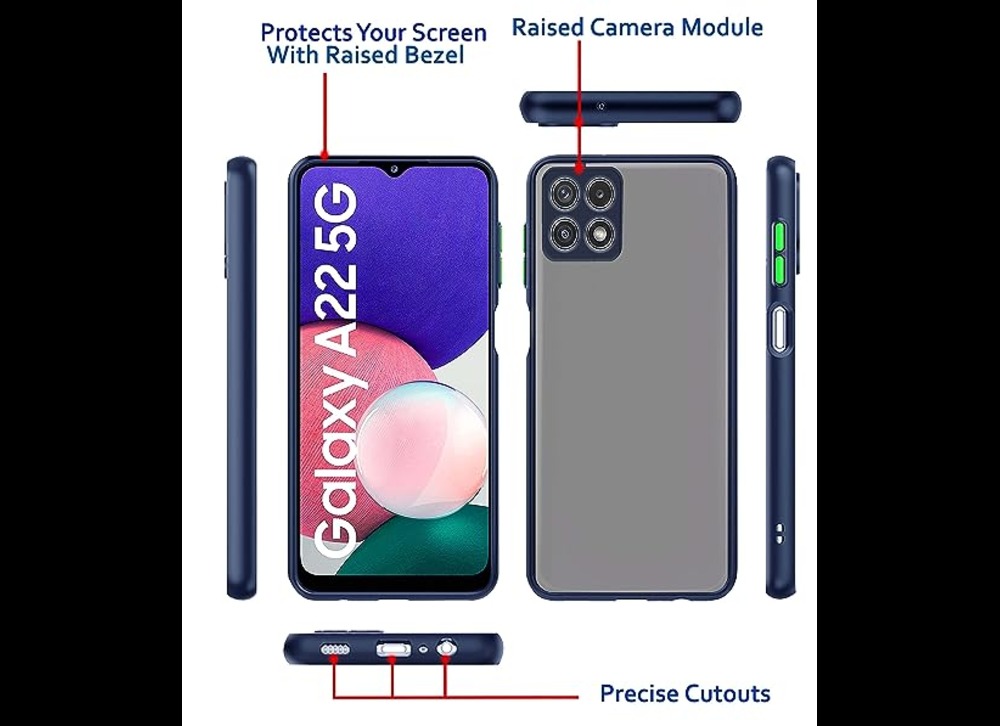 Protects Your Screen
With Raised Bezel
Raised Camera Module
Galaxy A22 5G
Precise Cutouts